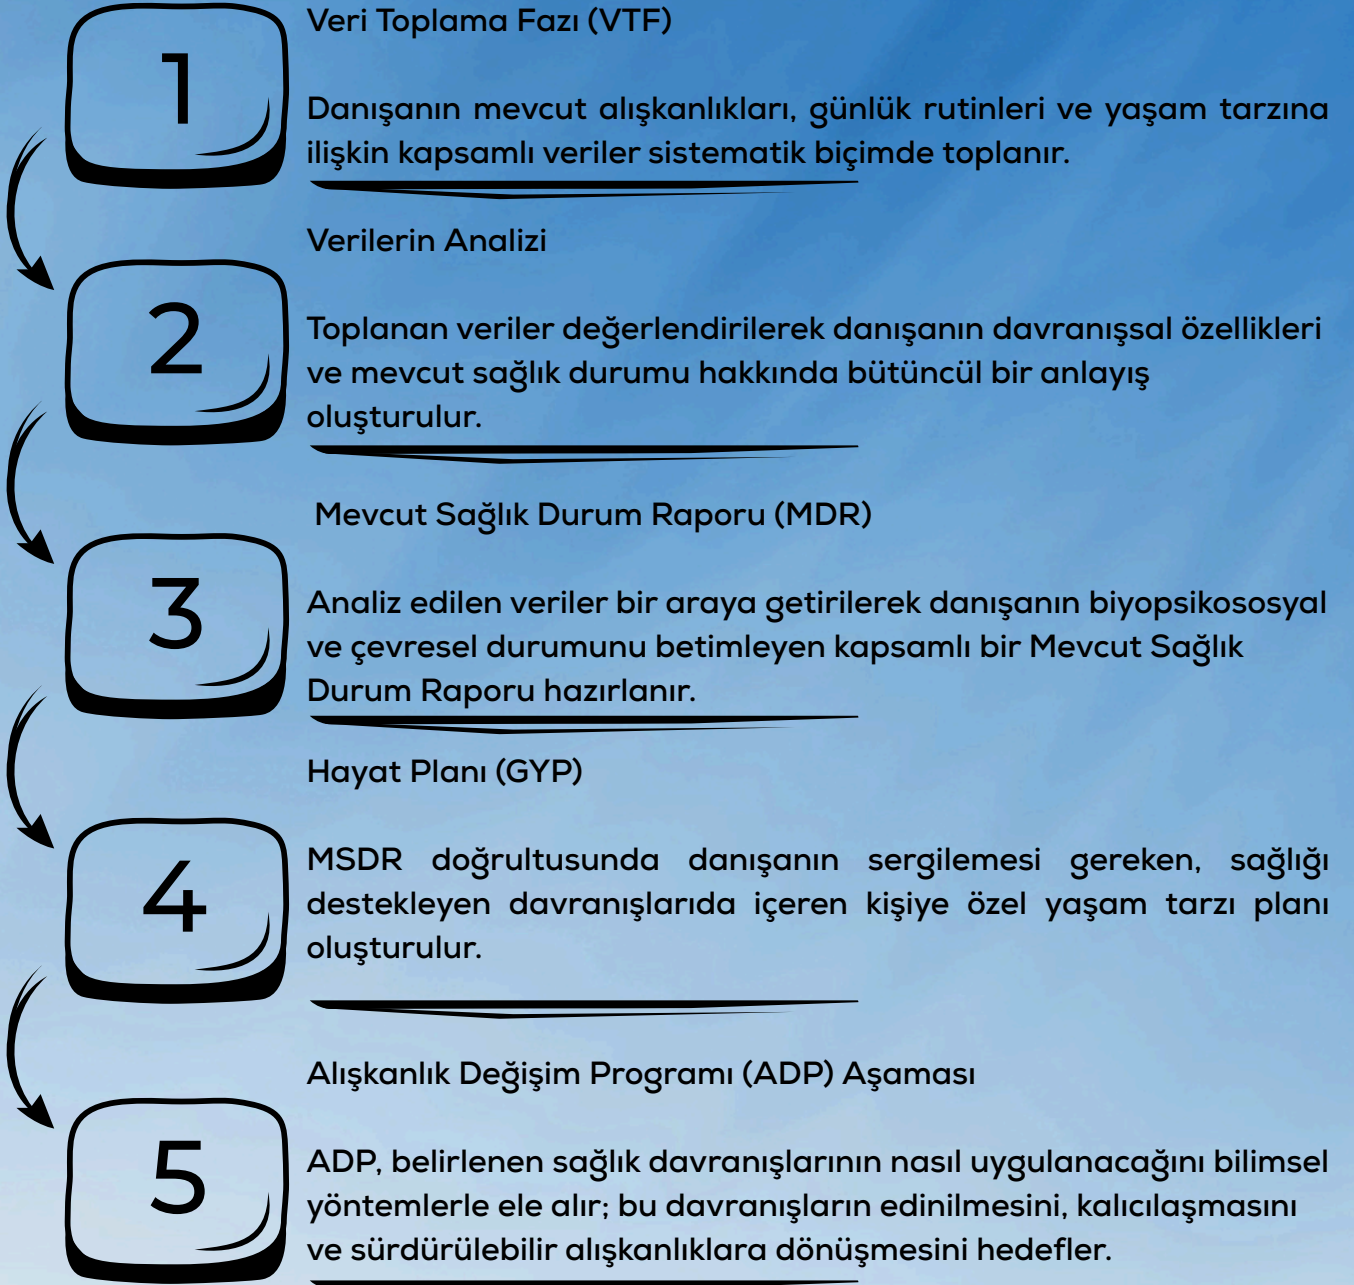 1
Veri Toplama Fazı (VTF)
Danışanın mevcut alışkanlıkları, günlük rutinleri ve yaşam tarzına
ilişkin kapsamlı veriler sistematik biçimde toplanır.
2
Verilerin Analizi
Toplanan veriler değerlendirilerek danışanın davranışsal özellikleri
ve mevcut sağlık durumu hakkında bütüncül bir anlayış
oluşturulur.
3
Mevcut Sağlık Durum Raporu (MDR)
Analiz edilen veriler bir araya getirilerek danışanın biyopsikososyal
ve çevresel durumunu betimleyen kapsamlı bir Mevcut Sağlık
Durum Raporu hazırlanır.
4
Hayat Planı (GYP)
MSDR doğrultusunda danışanın sergilemesi gereken, sağlığı
destekleyen davranışlarıda içeren kişiye özel yaşam tarzı planı
oluşturulur.
5
Alışkanlık Değişim Programı (ADP) Aşaması
ADP, belirlenen sağlık davranışlarının nasıl uygulanacağını bilimsel
yöntemlerle ele alır; bu davranışların edinilmesini, kalıcılaşmasını
ve sürdürülebilir alışkanlıklara dönüşmesini hedefler.